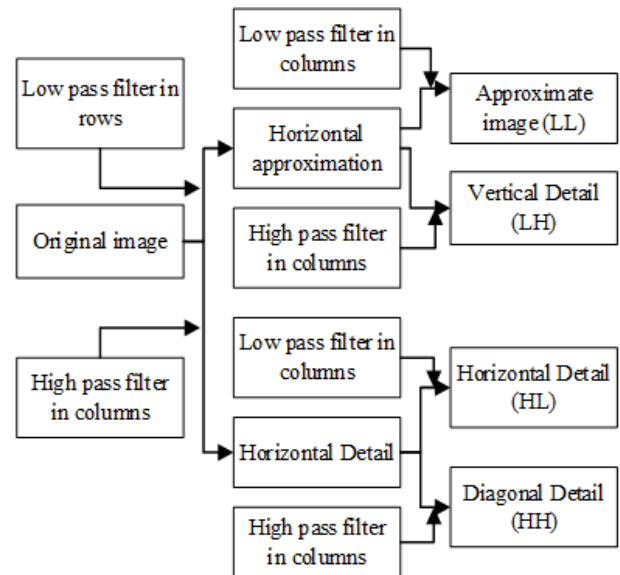 Low pass filter in
rows
Original image
High pass filter
in columns
Low pass filter in
columns
Horizontal
approximation
High pass filter
in columns
Low pass filter in
columns
Horizontal Detail
High pass filter
in columns
Approximate
image (LL)
Vertical Detail
(LH)
Horizontal Detail
(HL)
Diagonal Detail
(HH)